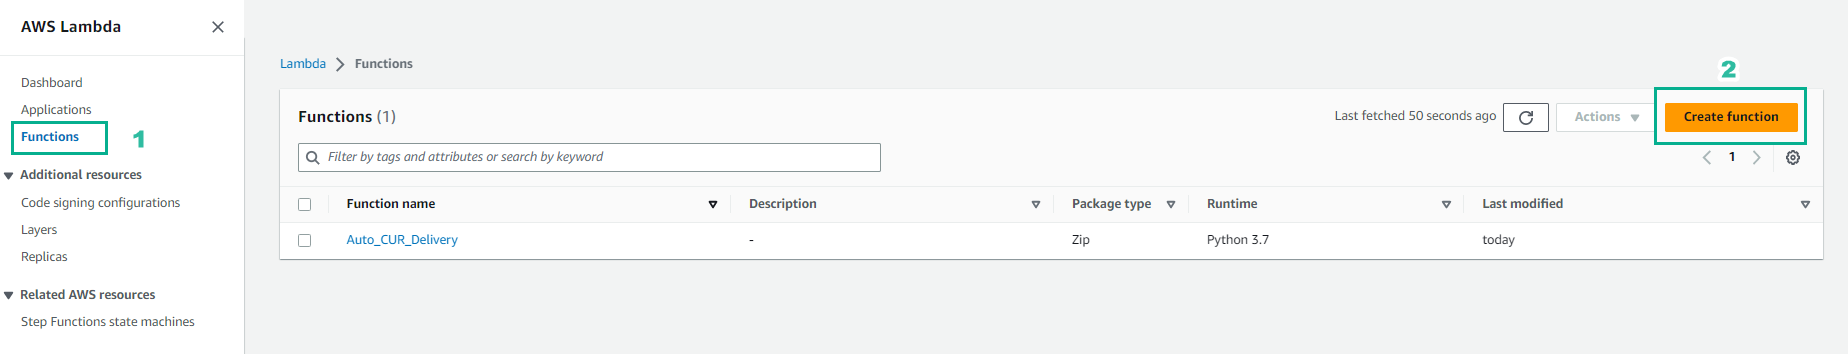 AWS Lambda
Dashboard
Applications
Functions
1
Additional resources
Code signing configurations
Layers
Replicas
Related AWS resources
Step Functions state machines
Lambda > Functions
2
Functions (1)
Last fetched 50 seconds ago
Actions
Create function
Filter by tags and attributes or search by keyword
1
Function name Description Package type Runtime Last modified
Auto_CUR_Delivery - Zip Python 3.7 today